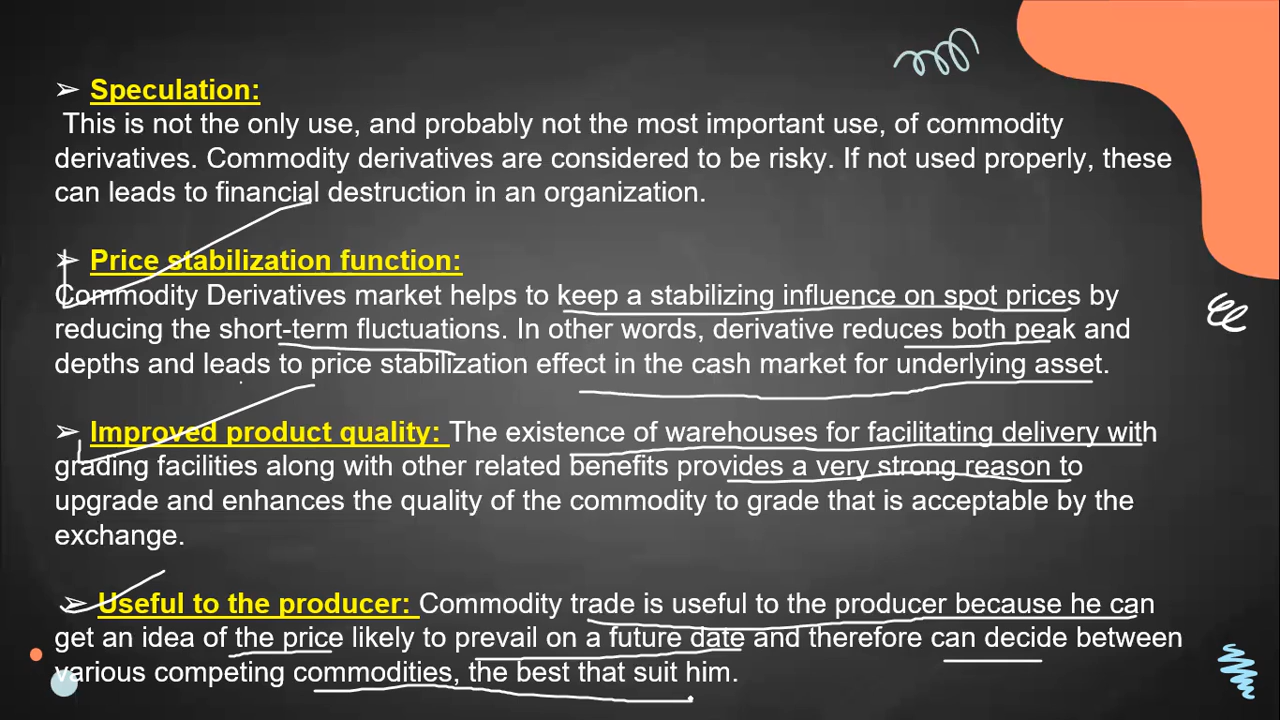 ➢ Speculation:
This is not the only use, and probably not the most important use, of commodity
derivatives. Commodity derivatives are considered to be risky. If not used properly, these
can leads to financial destruction in an organization.
➢ Price stabilization function:
Commodity Derivatives market helps to keep a stabilizing influence on spot prices by
reducing the short-term fluctuations. In other words, derivative reduces both peak and
depths and leads to price stabilization effect in the cash market for underlying asset.
➢ Improved product quality: The existence of warehouses for facilitating delivery with
grading facilities along with other related benefits provides a very strong reason to
upgrade and enhances the quality of the commodity to grade that is acceptable by the
exchange.
➢ Useful to the producer: Commodity trade is useful to the producer because he can
get an idea of the price likely to prevail on a future date and therefore can decide between
various competing commodities, the best that suit him.